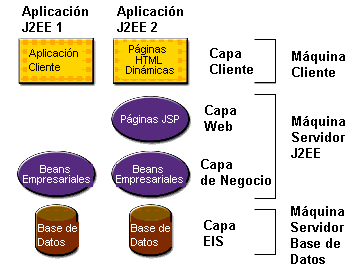 Aplicación
J2EE 1
Aplicación
J2EE 2
Aplicación
Cliente
Páginas
HTML
Dinámicas
Capa
Cliente
Máquina
Cliente
Páginas JSP
Capa
Web
Máquina
Servidor
J2EE
Beans
Empresariales
Beans
Empresariales
Capa
de Negocio
Base de
Datos
Base de
Datos
Capa
EIS
Máquina
Servidor
Base de
Datos